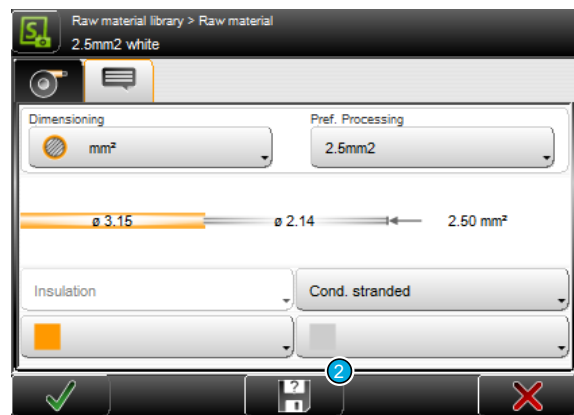 S
Raw material library > Raw material
2.5mm2 white
Dimensioning
Pref. Processing
mm²
2.5mm2
ø 3.15
ø 2.14
2.50 mm²
Insulation
Cond. stranded
2
?